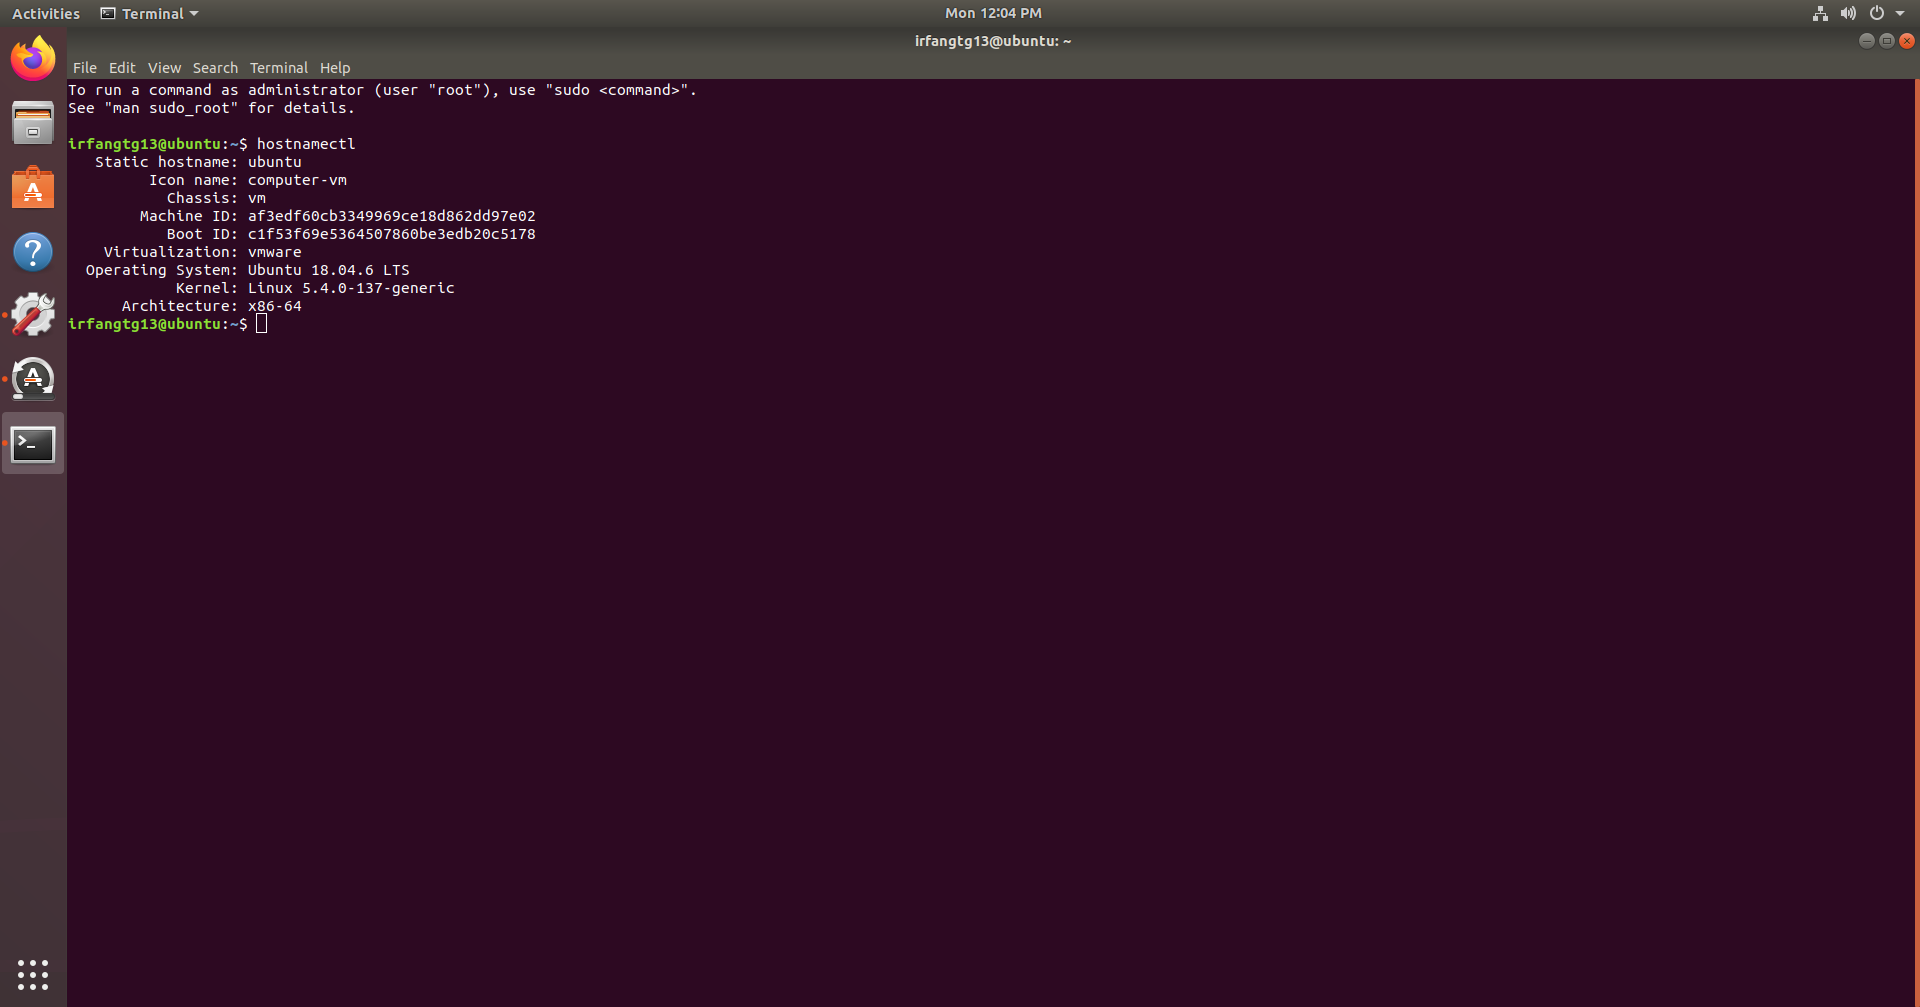 Activities Terminal Mon 12:04 PM
irfangtg13@ubuntu: ~
File Edit View Search Terminal Help
To run a command as administrator (user "root"), use "sudo <command>".
See "man sudo_root" for details.
irfangtg13@ubuntu:~$ hostnamectl
Static hostname: ubuntu
Icon name: computer-vm
Chassis: vm
Machine ID: af3edf60cb3349969ce18d862dd97e02
Boot ID: c1f53f69e5364507860be3edb20c5178
Virtualization: vmware
Operating System: Ubuntu 18.04.6 LTS
Kernel: Linux 5.4.0-137-generic
Architecture: x86-64
irfangtg13@ubuntu:~$